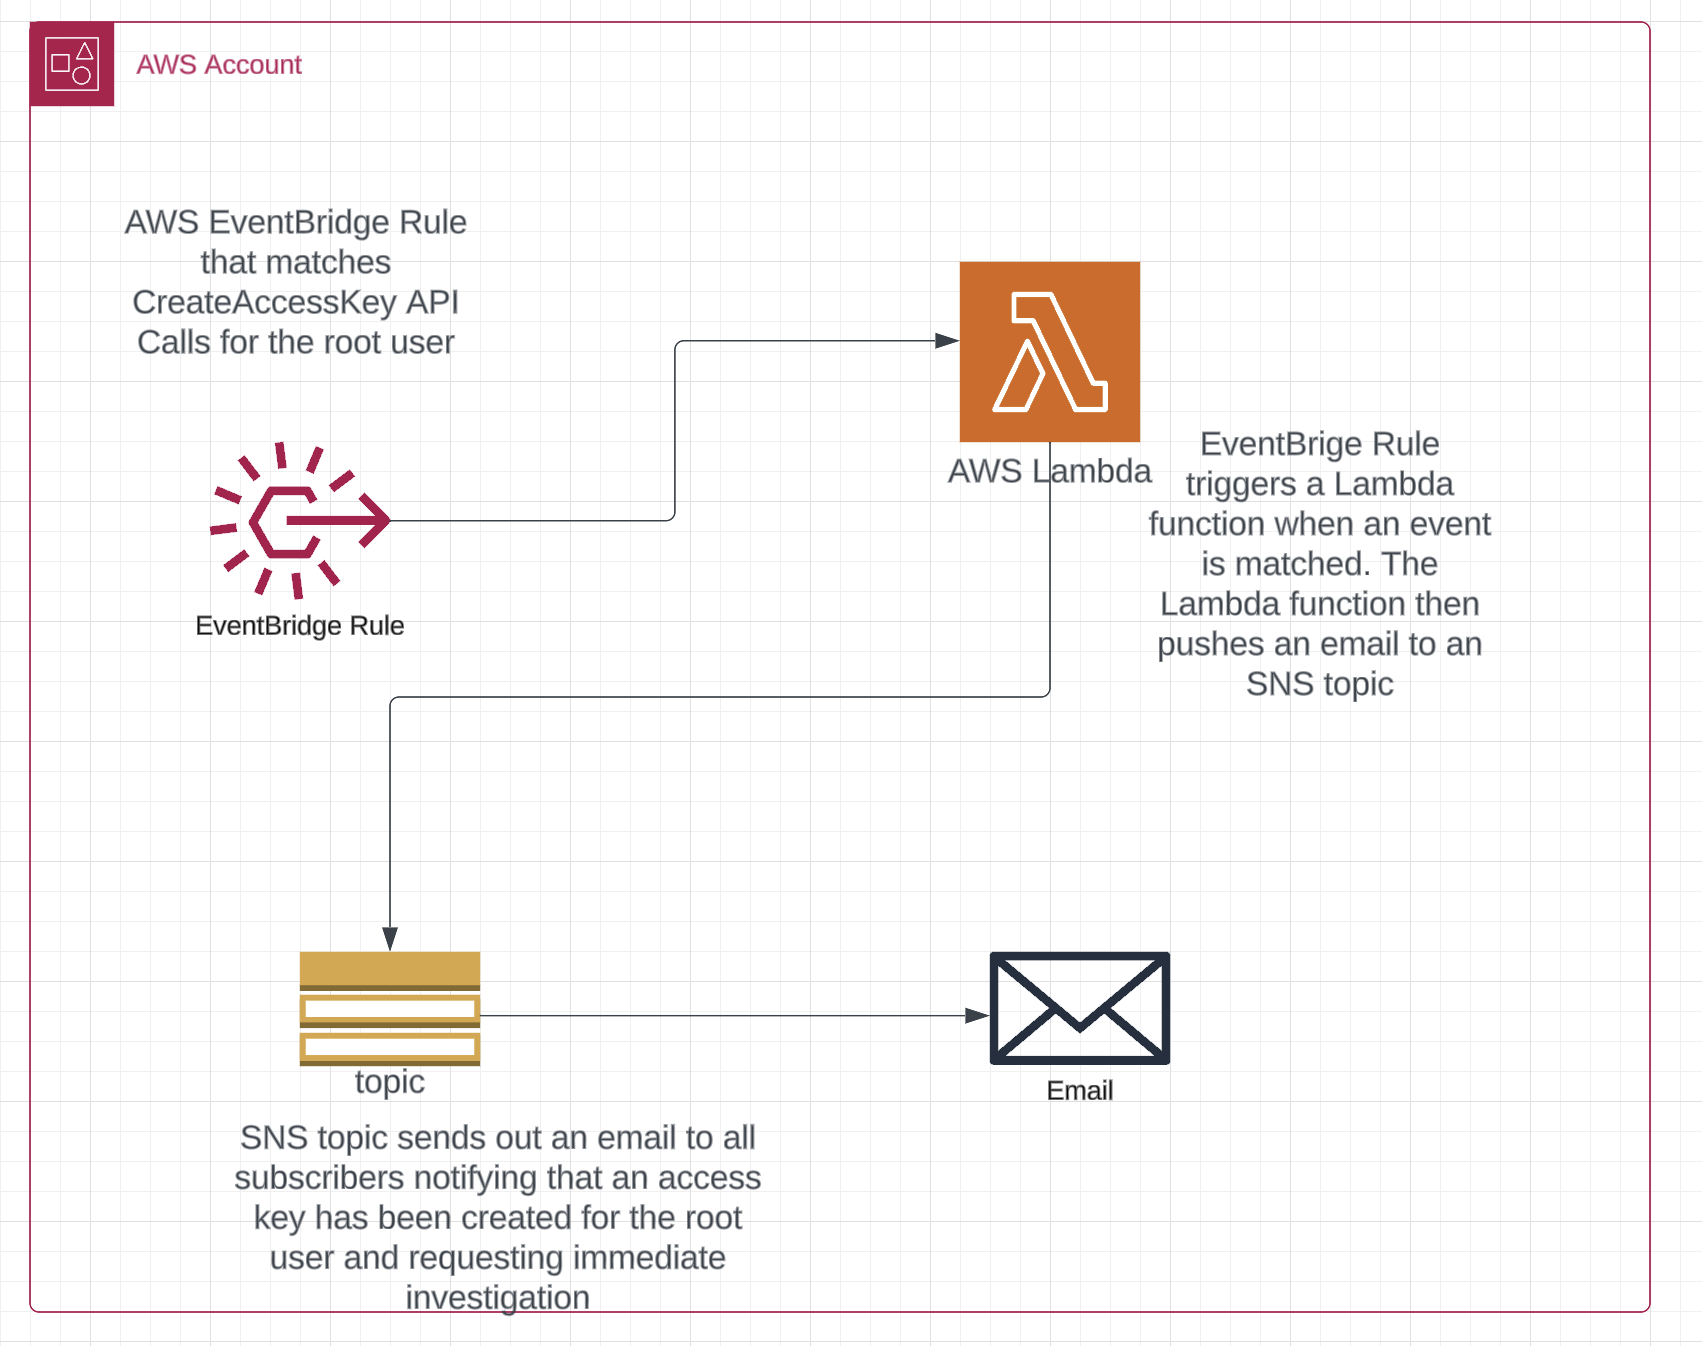 AWS Account
AWS EventBridge Rule
that matches
CreateAccessKey API
Calls for the root user
EventBridge Rule
AWS Lambda
EventBrige Rule
triggers a Lambda
function when an event
is matched. The
Lambda function then
pushes an email to an
SNS topic
topic
SNS topic sends out an email to all
subscribers notifying that an access
key has been created for the root
user and requesting immediate
investigation
Email